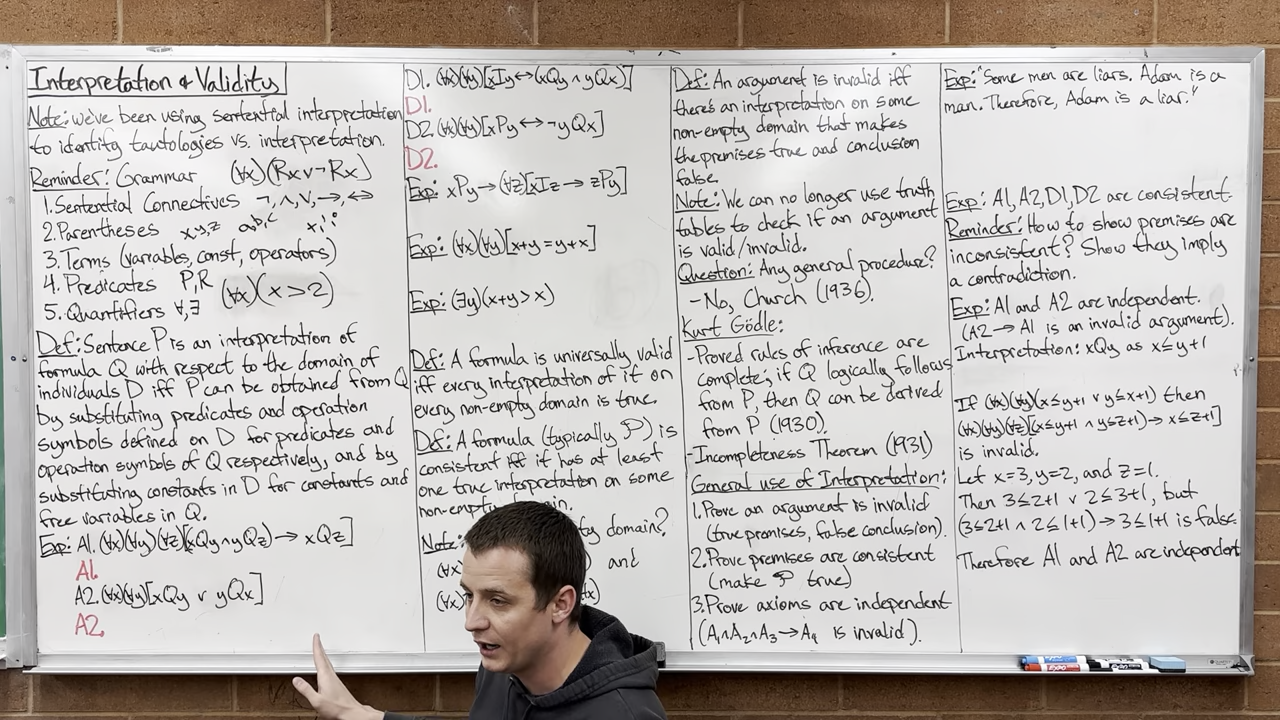 Interpretation & Validity
Note: we've been using sentential interpretation
to identify tautologies vs. interpretation.
Reminder: Grammar (∀x)(Rx ∨ ¬Rx)
1. Sentential Connectives ¬, ∧, ∨, →, ↔
2. Parentheses x,y,z a,b,c
3. Terms (variables, const, operators)
4. Predicates P,R (∀x)(x>2)
5. Quantifiers ∀,∃
Def: Sentence P is an interpretation of
formula Q with respect to the domain of
individuals D iff P can be obtained from Q
by substituting predicates and operation
symbols defined on D for predicates and
operation symbols of Q respectively, and by
substituting constants in D for constants and
free variables in Q.
Exp: A1. (∀x)(∀y)(∀z)[xQy ∧ yQz) → xQz]
A1.
A2. (∀x)(∀y)[xQy ∨ yQx]
A2.
D1. (∀x)(∀y)[xIy ↔ (xQy ∧ yQx)]
D1.
D2. (∀x)(∀y)[xPy ↔ ¬yQx]
D2.
Exp: xPy → (∀z)[xIz → zPy]
Exp: (∀x)(∀y)[x+y = y+x]
Exp: (∃y)(x+y > x)
Def: A formula is universally valid
iff every interpretation of it on
every non-empty domain is true.
Def: A formula (typically 𝒫) is
consistent iff it has at least
one true interpretation on some
non-empty domain.
Note: ty domain?
(∀x) and
(∀x)
Def: An argument is invalid iff
there's an interpretation on some
non-empty domain that makes
the premises true and conclusion
false.
Note: We can no longer use truth
tables to check if an argument
is valid/invalid.
Question: Any general procedure?
-No, Church (1936).
Kurt Gödle:
-Proved rules of inference are
complete; if Q logically follows
from P, then Q can be derived
from P (1930).
-Incompleteness Theorem (1931)
General use of Interpretation:
1. Prove an argument is invalid
(true premises, false conclusion).
2. Prove premises are consistent
(make 𝒫 true)
3. Prove axioms are independent
(A₁∧A₂∧A₃→A₄ is invalid).
Exp: "Some men are liars. Adam is a
man. Therefore, Adam is a liar."
Exp: A1, A2, D1, D2 are consistent.
Reminder: How to show premises are
inconsistent? Show they imply
a contradiction.
Exp: A1 and A2 are independent.
(A2 → A1 is an invalid argument).
Interpretation: xQy as x≤y+1
If (∀x)(∀y)(x≤y+1 ∨ y≤x+1) then
(∀x)(∀y)(∀z)[(x≤y+1 ∧ y≤z+1) → x≤z+1]
is invalid.
Let x=3, y=2, and z=1.
Then 3≤2+1 ∨ 2≤3+1, but
(3≤2+1 ∧ 2≤1+1) → 3≤1+1 is false
Therefore A1 and A2 are independent